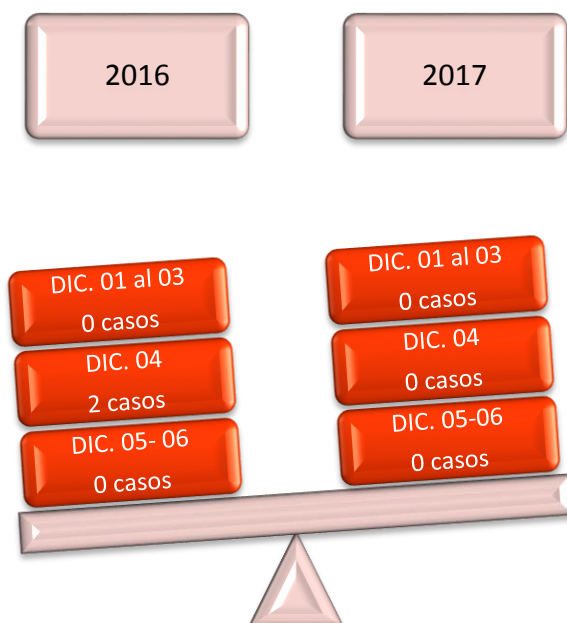 2016
2017
DIC. 01 al 03
0 casos
DIC. 04
2 casos
DIC. 05- 06
0 casos
DIC. 01 al 03
0 casos
DIC. 04
0 casos
DIC. 05-06
0 casos